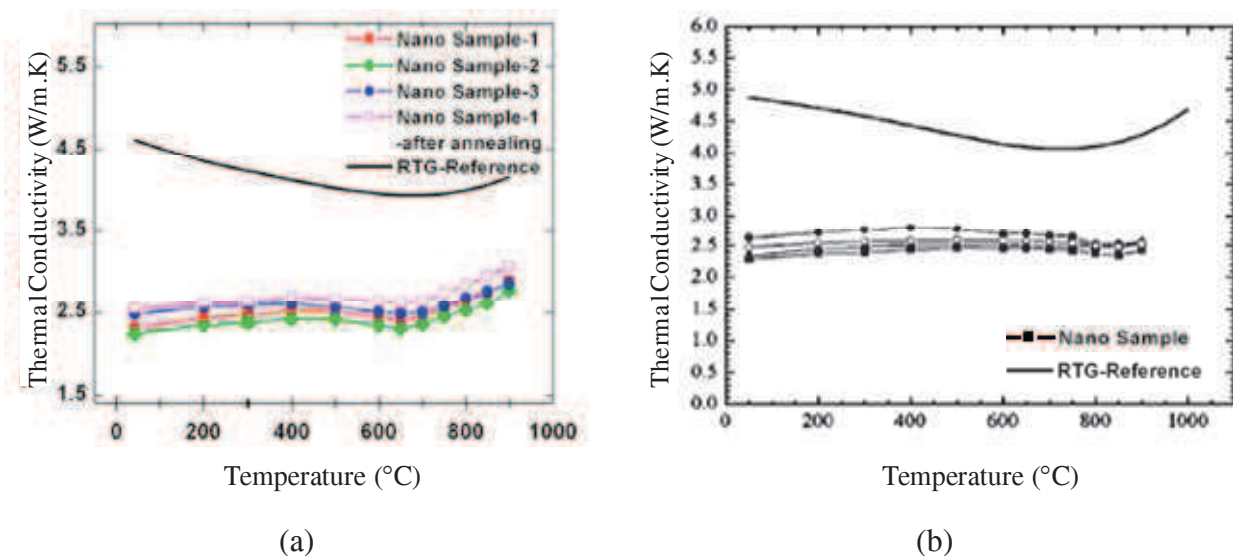 Thermal Conductivity (W/m.K)
5.5
4.5
3.5
2.5
1.5
Nano Sample-1
Nano Sample-2
Nano Sample-3
Nano Sample-1
-after annealing
RTG-Reference
0 200 400 600 800 1000
Temperature (°C)
(a)
Thermal Conductivity (W/m.K)
6.0
5.5
5.0
4.5
4.0
3.5
3.0
2.5
2.0
1.5
1.0
0.5
0.0
Nano Sample
RTG-Reference
0 200 400 600 800 1000
Temperature (°C)
(b)